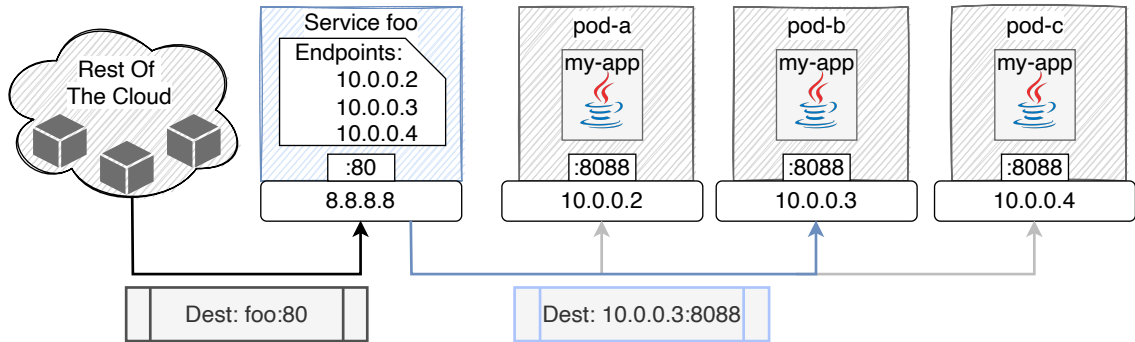 Rest Of
The Cloud
Service foo
Endpoints:
10.0.0.2
10.0.0.3
10.0.0.4
:80
8.8.8.8
pod-a
my-app
:8088
10.0.0.2
pod-b
my-app
:8088
10.0.0.3
pod-c
my-app
:8088
10.0.0.4
Dest: foo:80
Dest: 10.0.0.3:8088